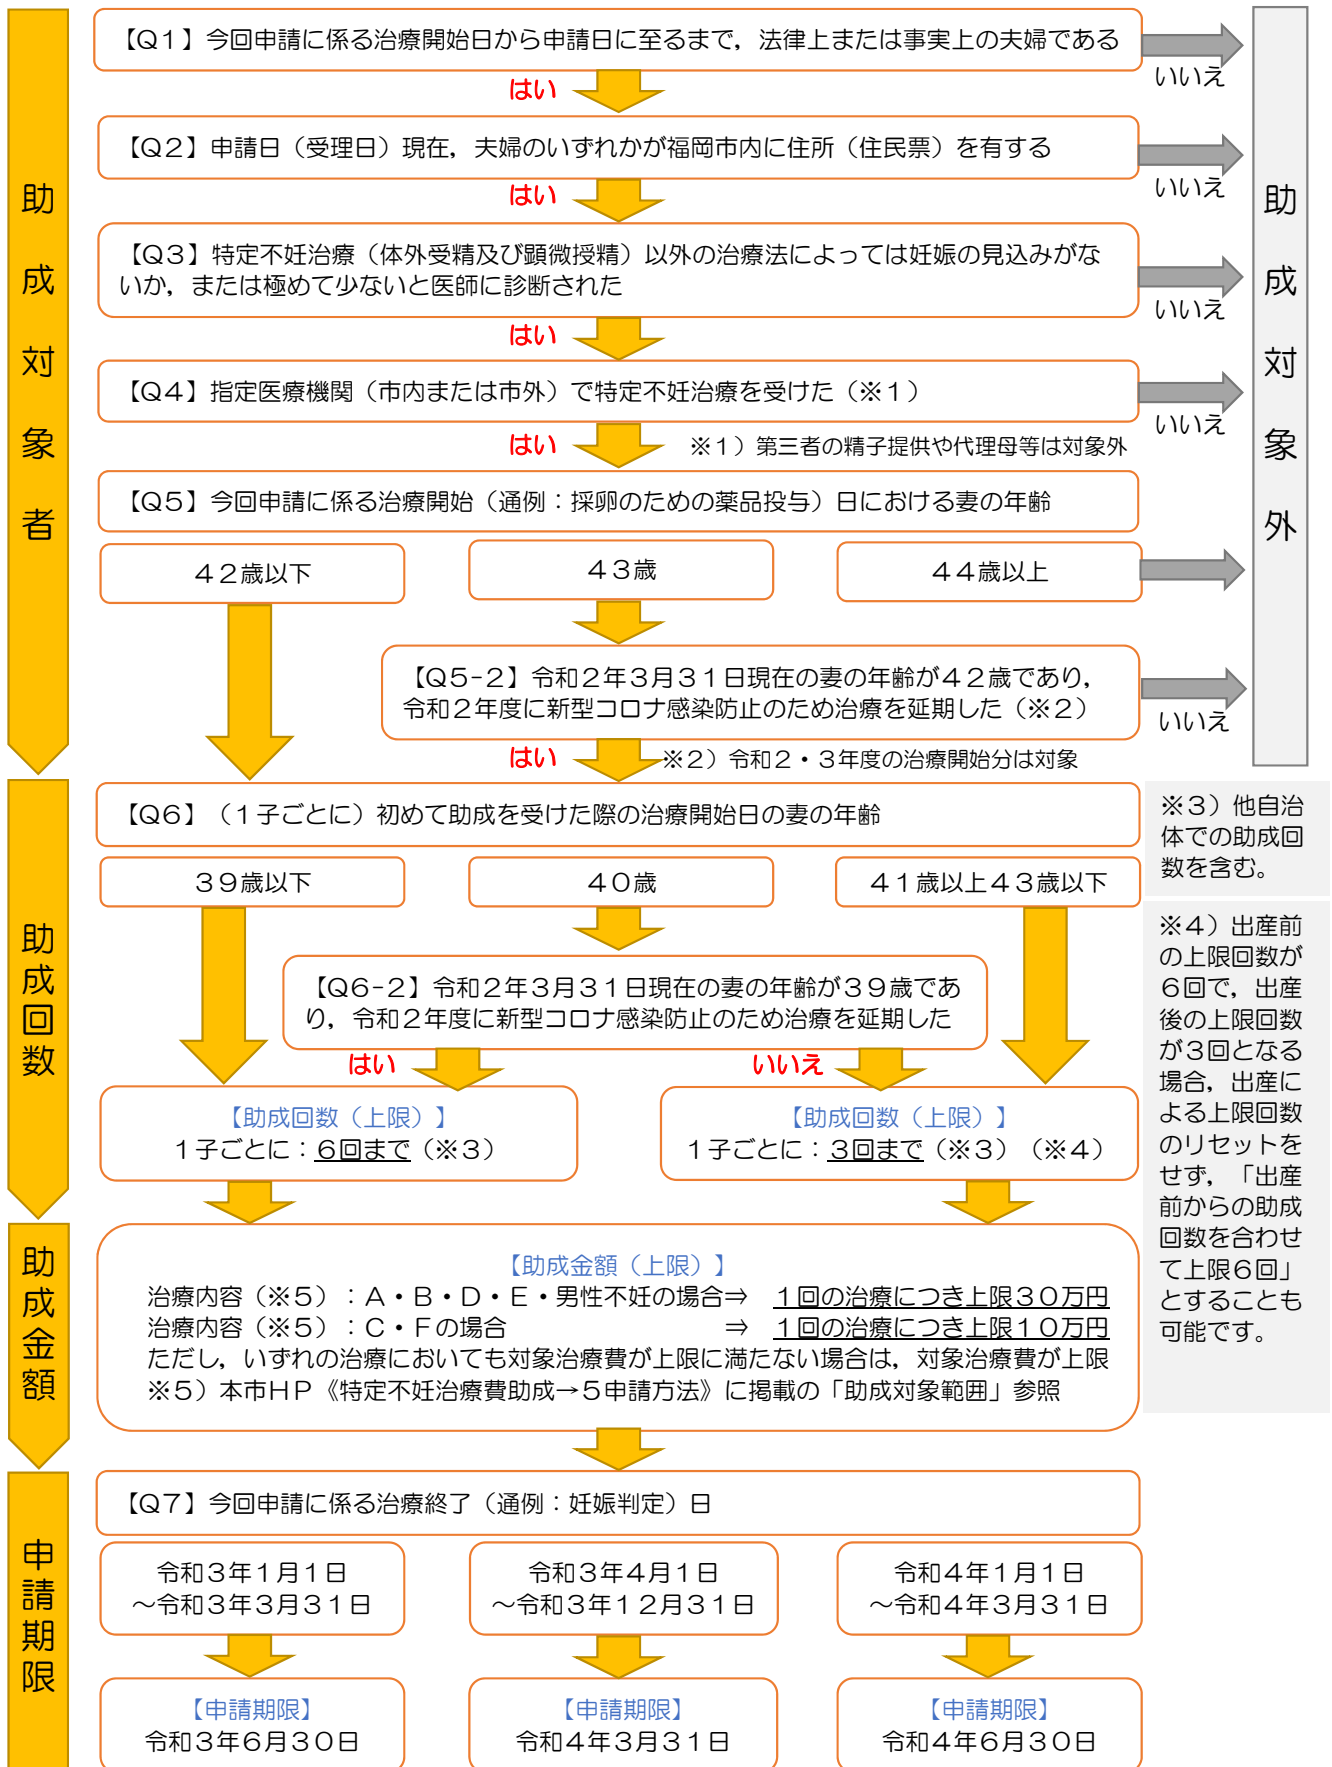 助成対象者
【Q1】今回申請に係る治療開始日から申請日に至るまで，法律上または事実上の夫婦である
いいえ
はい
【Q2】申請日（受理日）現在，夫婦のいずれかが福岡市内に住所（住民票）を有する
いいえ
はい
【Q3】特定不妊治療（体外受精及び顕微授精）以外の治療法によっては妊娠の見込みがな
いか，または極めて少ないと医師に診断された
いいえ
はい
【Q4】指定医療機関（市内または市外）で特定不妊治療を受けた（※1）
いいえ
はい
※1）第三者の精子提供や代理母等は対象外
【Q5】今回申請に係る治療開始（通例：採卵のための薬品投与）日における妻の年齢
42歳以下
43歳
44歳以上
【Q5-2】令和2年3月31日現在の妻の年齢が42歳であり，
令和2年度に新型コロナ感染防止のため治療を延期した（※2）
いいえ
はい
※2）令和2・3年度の治療開始分は対象
助成対象外
助成回数
【Q6】（1子ごとに）初めて助成を受けた際の治療開始日の妻の年齢
39歳以下
40歳
41歳以上43歳以下
【Q6-2】令和2年3月31日現在の妻の年齢が39歳であ
り，令和2年度に新型コロナ感染防止のため治療を延期した
はい
いいえ
【助成回数（上限）】
1子ごとに：6回まで（※3）
【助成回数（上限）】
1子ごとに：3回まで（※3）（※4）
※3）他自治
体での助成回
数を含む。
※4）出産前
の上限回数が
6回で，出産
後の上限回数
が3回となる
場合，出産に
よる上限回数
のリセットを
せず，「出産
前からの助成
回数を合わせ
て上限6回」
とすることも
可能です。
助成金額
【助成金額（上限）】
治療内容（※5）：A・B・D・E・男性不妊の場合⇒　1回の治療につき上限30万円
治療内容（※5）：C・Fの場合　⇒　1回の治療につき上限10万円
ただし，いずれの治療においても対象治療費が上限に満たない場合は，対象治療費が上限
※5）本市HP《特定不妊治療費助成→5申請方法》に掲載の「助成対象範囲」参照
申請期限
【Q7】今回申請に係る治療終了（通例：妊娠判定）日
令和3年1月1日
～令和3年3月31日
令和3年4月1日
～令和3年12月31日
令和4年1月1日
～令和4年3月31日
【申請期限】
令和3年6月30日
【申請期限】
令和4年3月31日
【申請期限】
令和4年6月30日